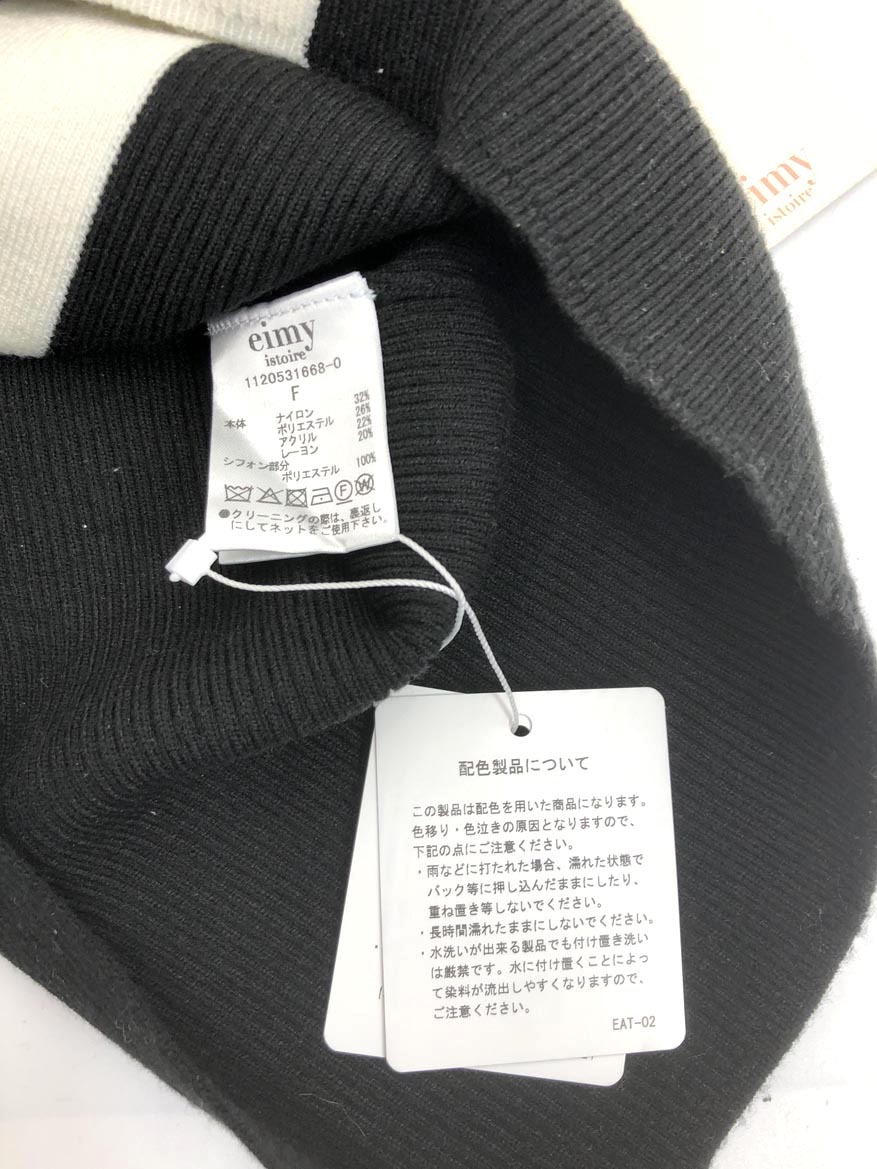 eimy
istoire
eimy
istoire
1120531668-0
F
本体 ナイロン 32%
ポリエステル 26%
アクリル 22%
レーヨン 20%
シフォン部分
ポリエステル 100%
F W
●クリーニングの際は、裏返し
にしてネットをご使用下さい。
配色製品について
この製品は配色を用いた商品になります。
色移り・色泣きの原因となりますので、
下記の点にご注意ください。
・雨などに打たれた場合、濡れた状態で
バック等に押し込んだままにしたり、
重ね置き等しないでください。
・長時間濡れたままにしないでください。
・水洗いが出来る製品でも付け置き洗い
は厳禁です。水に付け置くことによっ
て染料が流出しやすくなりますので、
ご注意ください。
EAT-02